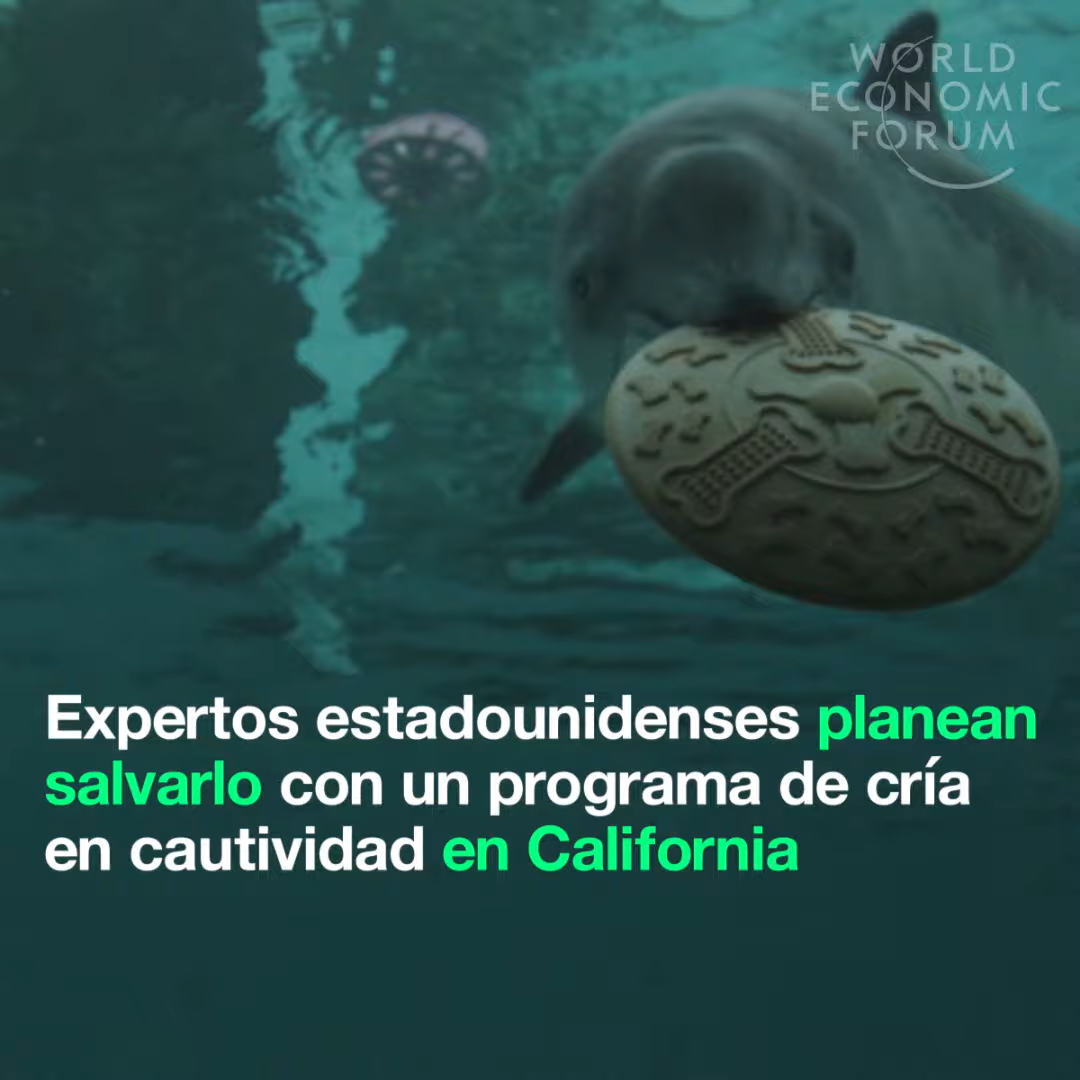 WORLD
ECONOMIC
FORUM
Expertos estadounidenses planean
salvarlo con un programa de cría
en cautividad en California